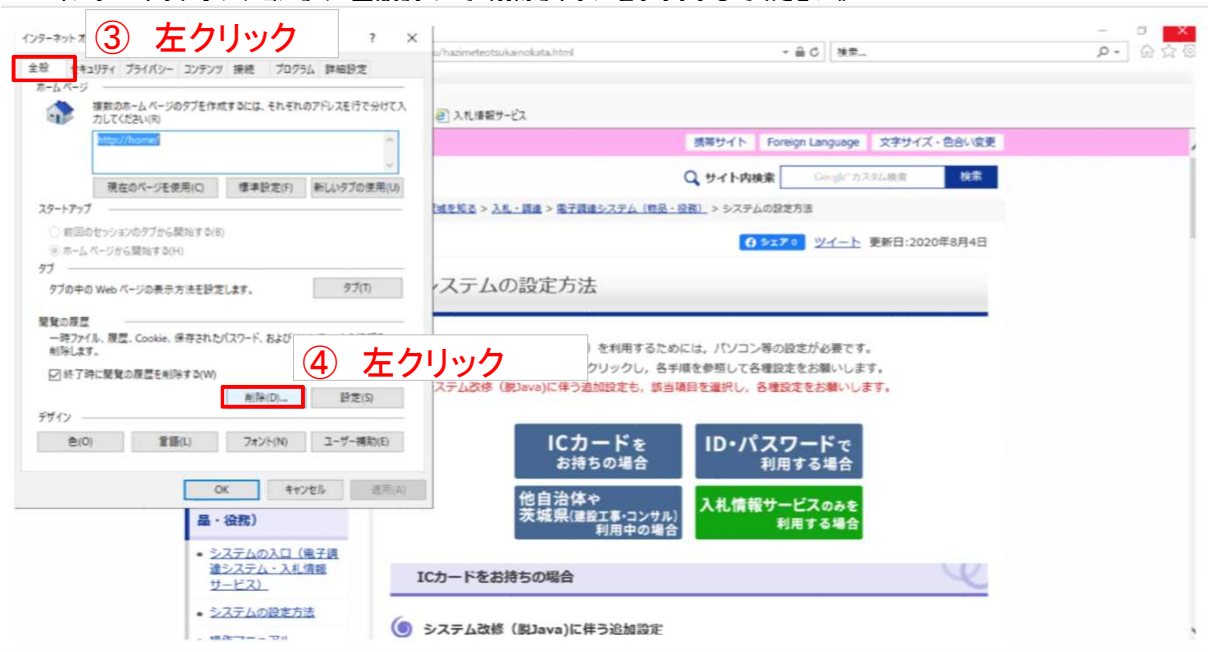 ③ 左クリック
インターネット
? ×
全般 セキュリティ プライバシー コンテンツ 接続 プログラム 詳細設定
ホーム ページ
複数のホーム ページのタブを作成するには、それぞれのアドレスを行で分けて入
力してください(R)
http://home/
現在のページを使用(C) 標準設定(F) 新しいタブの使用(U)
スタートアップ
前回のセッションのタブから開始する(B)
ホーム ページから開始する(H)
タブ
タブの中の Web ページの表示方法を設定します。 タブ(T)
閲覧の履歴
一時ファイル、履歴、Cookie、保存されたパスワード、および
削除します。
④ 左クリック
終了時に閲覧の履歴を削除する(W)
削除(D)... 設定(S)
デザイン
色(O) 言語(L) フォント(N) ユーザー補助(E)
OK キャンセル 適用(A)
u/hazimeteotsukainokata.html
検索...
入札情報サービス
携帯サイト Foreign Language 文字サイズ・色合い変更
サイト内検索 Google カスタム検索 検索
域を知る > 入札・調達 > 電子調達システム（物品・役務） > システムの設定方法
シェア 0 ツイート 更新日:2020年8月4日
ステムの設定方法
）を利用するためには，パソコン等の設定が必要です。
クリックし，各手順を参照して各種設定をお願いします。
ステム改修（脱Java)に伴う追加設定も，該当項目を選択し，各種設定をお願いします。
ICカードを
お持ちの場合
ID・パスワードで
利用する場合
他自治体や
茨城県(建設工事・コンサル)
利用中の場合
入札情報サービスのみを
利用する場合
品・役務）
システムの入口（電子調
達システム・入札情報
サービス）
システムの設定方法
操作マニュアル
ICカードをお持ちの場合
システム改修（脱Java)に伴う追加設定